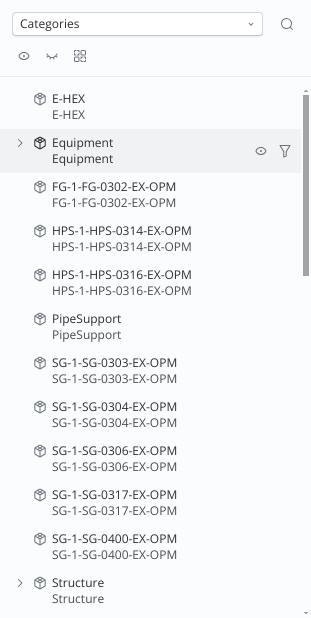 Categories
E-HEX
E-HEX
Equipment
Equipment
FG-1-FG-0302-EX-OPM
FG-1-FG-0302-EX-OPM
HPS-1-HPS-0314-EX-OPM
HPS-1-HPS-0314-EX-OPM
HPS-1-HPS-0316-EX-OPM
HPS-1-HPS-0316-EX-OPM
PipeSupport
PipeSupport
SG-1-SG-0303-EX-OPM
SG-1-SG-0303-EX-OPM
SG-1-SG-0304-EX-OPM
SG-1-SG-0304-EX-OPM
SG-1-SG-0306-EX-OPM
SG-1-SG-0306-EX-OPM
SG-1-SG-0317-EX-OPM
SG-1-SG-0317-EX-OPM
SG-1-SG-0400-EX-OPM
SG-1-SG-0400-EX-OPM
Structure
Structure